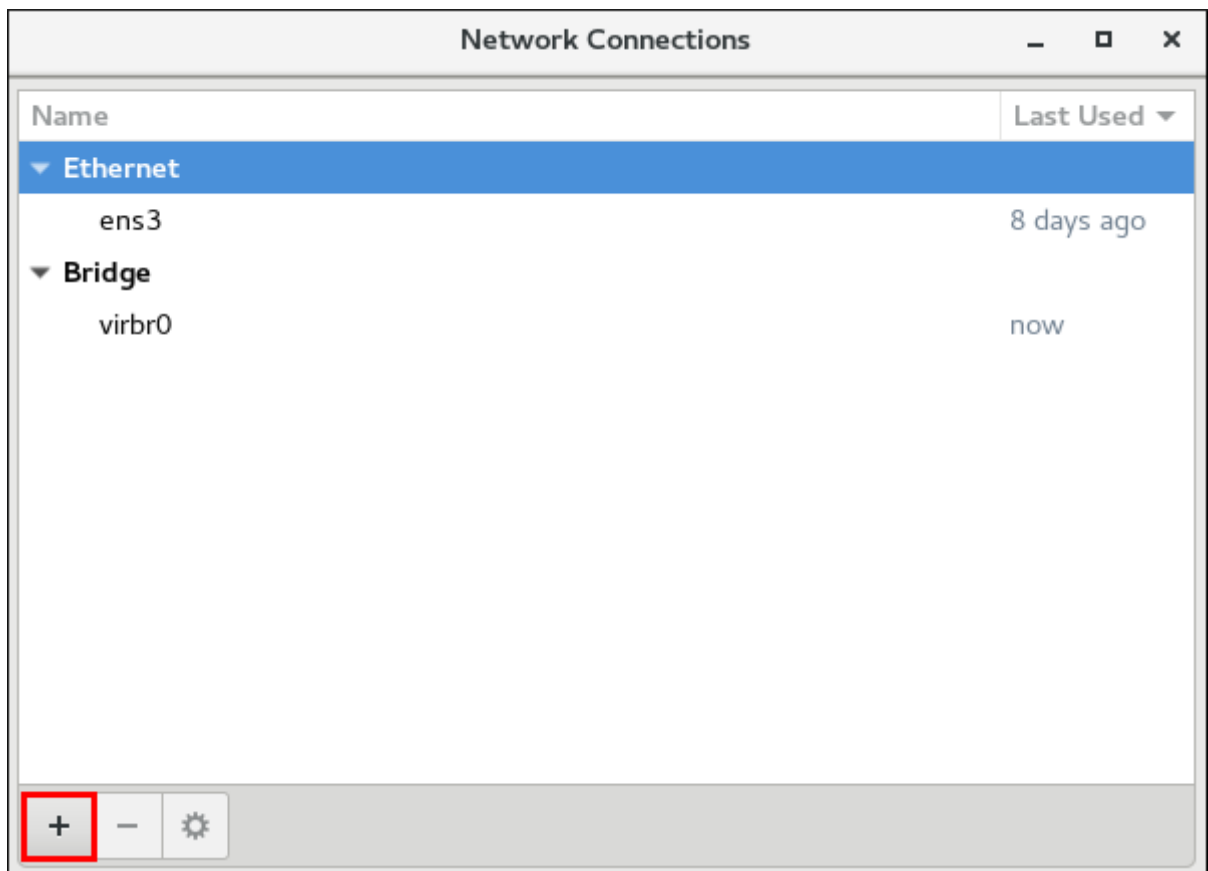 Network Connections
Name Last Used
Ethernet
ens3 8 days ago
Bridge
virbr0 now